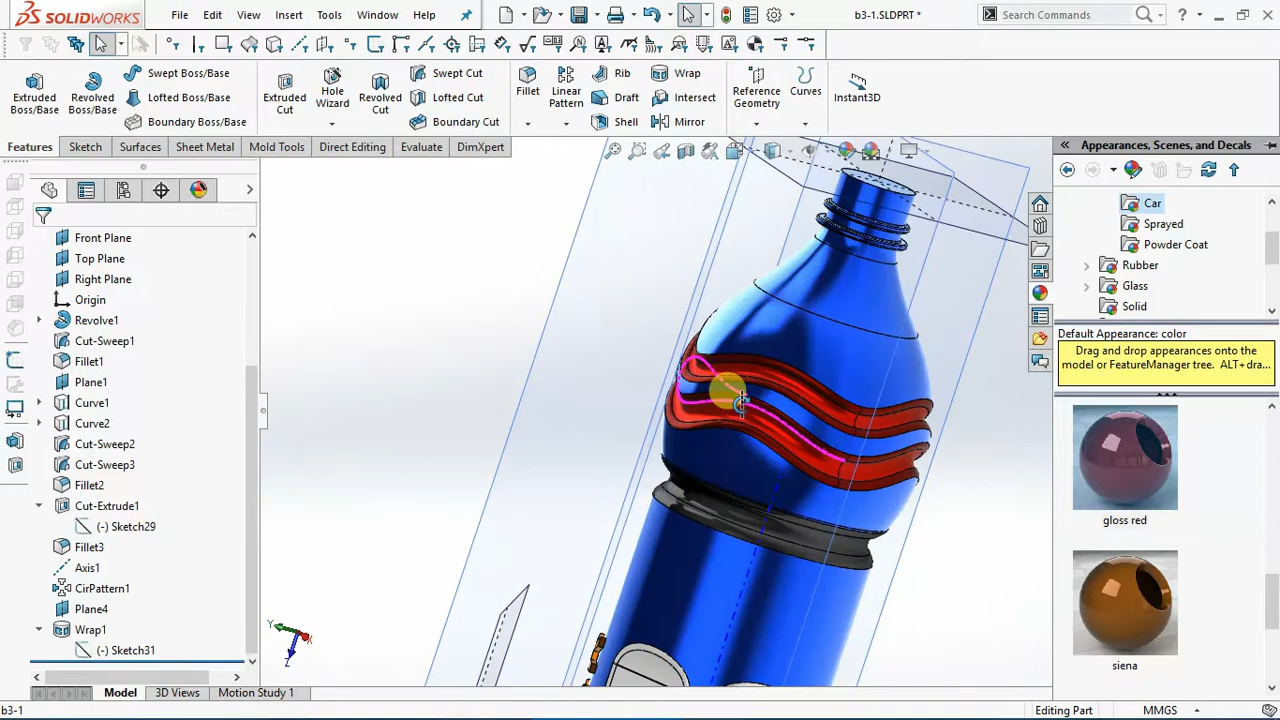 SOLIDWORKS File Edit View Insert Tools Window Help b3-1.SLDPRT * Search Commands ?
Extruded Boss/Base
Revolved Boss/Base
Swept Boss/Base
Lofted Boss/Base
Boundary Boss/Base
Extruded Cut
Hole Wizard
Revolved Cut
Swept Cut
Lofted Cut
Boundary Cut
Fillet
Linear Pattern
Rib
Draft
Shell
Wrap
Intersect
Mirror
Reference Geometry
Curves
Instant3D
Features Sketch Surfaces Sheet Metal Mold Tools Direct Editing Evaluate DimXpert
Front Plane
Top Plane
Right Plane
Origin
Revolve1
Cut-Sweep1
Fillet1
Plane1
Curve1
Curve2
Cut-Sweep2
Cut-Sweep3
Fillet2
Cut-Extrude1
(-) Sketch29
Fillet3
Axis1
CirPattern1
Plane4
Wrap1
(-) Sketch31
Y
X
Z
Appearances, Scenes, and Decals
Car
Sprayed
Powder Coat
Rubber
Glass
Solid
Default Appearance: color
Drag and drop appearances onto the
model or FeatureManager tree. ALT+dra...
gloss red
siena
Model 3D Views Motion Study 1
b3-1 Editing Part MMGS